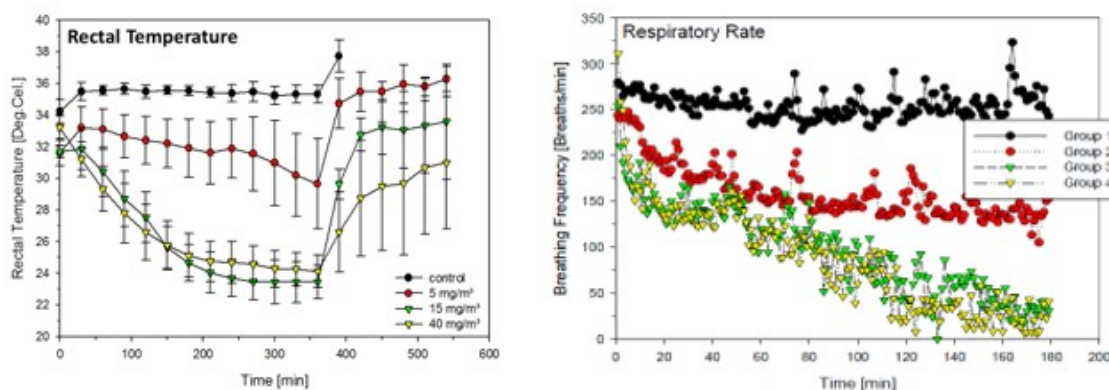 Rectal Temperature
Rectal Temperature [Deg.Cel.]
40
38
36
34
32
30
28
26
24
22
20
0 100 200 300 400 500 600
Time [min]
control
5 mg/m³
15 mg/m³
40 mg/m³
Respiratory Rate
Breathing Frequency [Breaths/min]
350
300
250
200
150
100
50
0
0 20 40 60 80 100 120 140 160 180 200
Time [min]
Group 1
Group 2
Group 3
Group 4